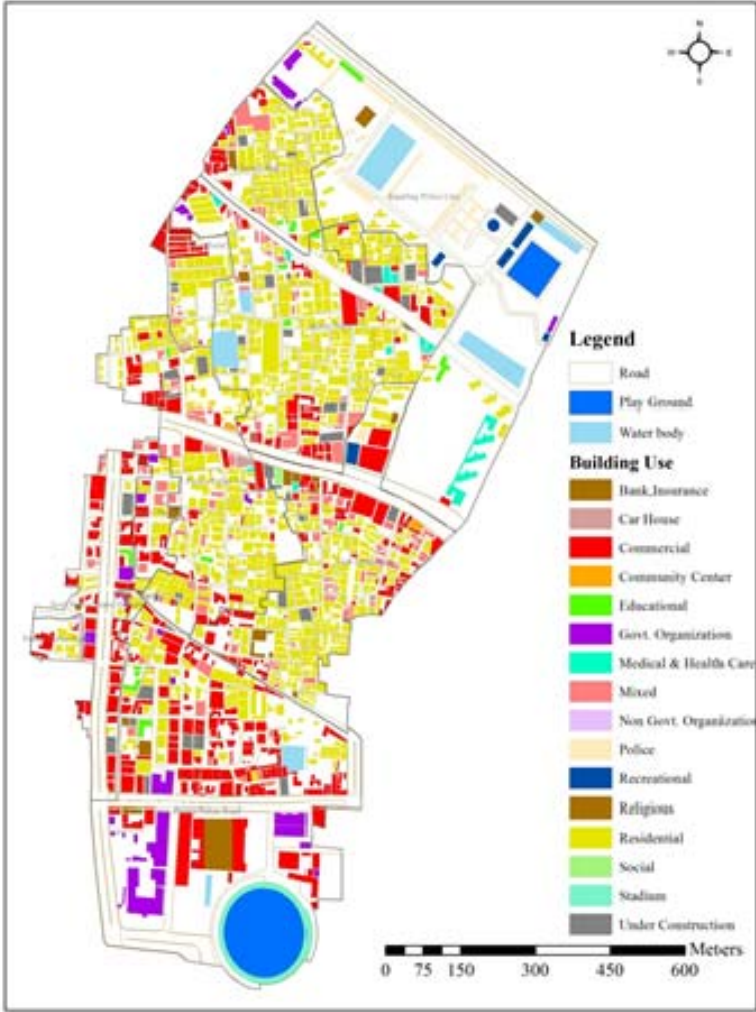 N
W E
S
Legend
Road
Play Ground
Water body
Building Use
Bank,Insurance
Car House
Commercial
Community Center
Educational
Govt. Organization
Medical & Health Care
Mixed
Non Govt. Organization
Police
Recreational
Religious
Residential
Social
Stadium
Under Construction
Meters
0 75 150 300 450 600